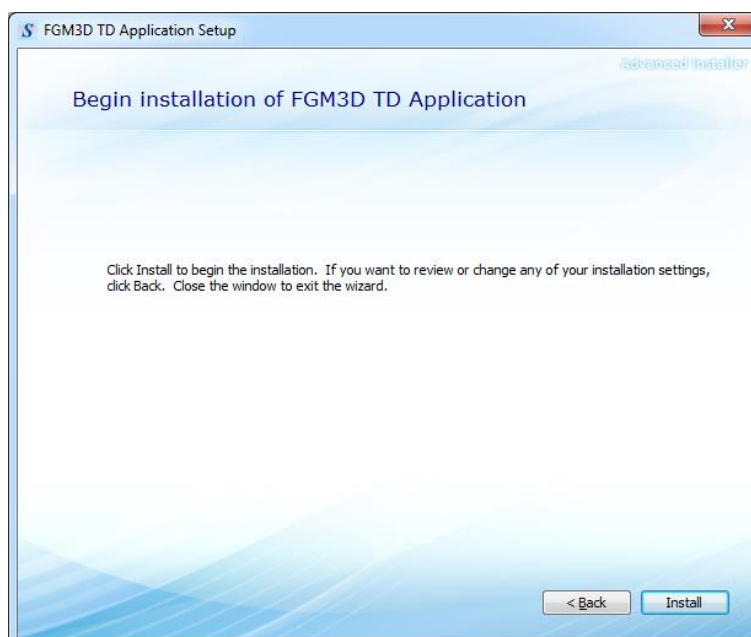 S FGM3D TD Application Setup
x
Advanced Installer
Begin installation of FGM3D TD Application
Click Install to begin the installation.  If you want to review or change any of your installation settings,
click Back.  Close the window to exit the wizard.
< Back
Install